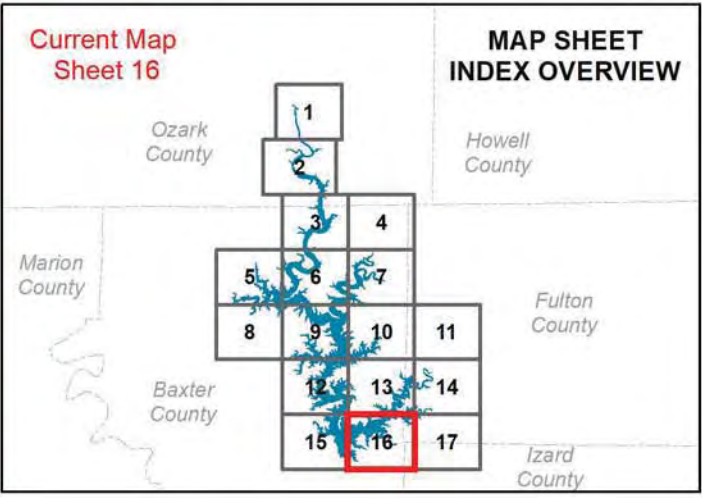 Current Map
Sheet 16
MAP SHEET
INDEX OVERVIEW
1
Ozark
County
Howell
County
2
3 4
Marion
County
5 6 7
Fulton
County
8 9 10 11
Baxter
County
12 13 14
15 16 17
Izard
County